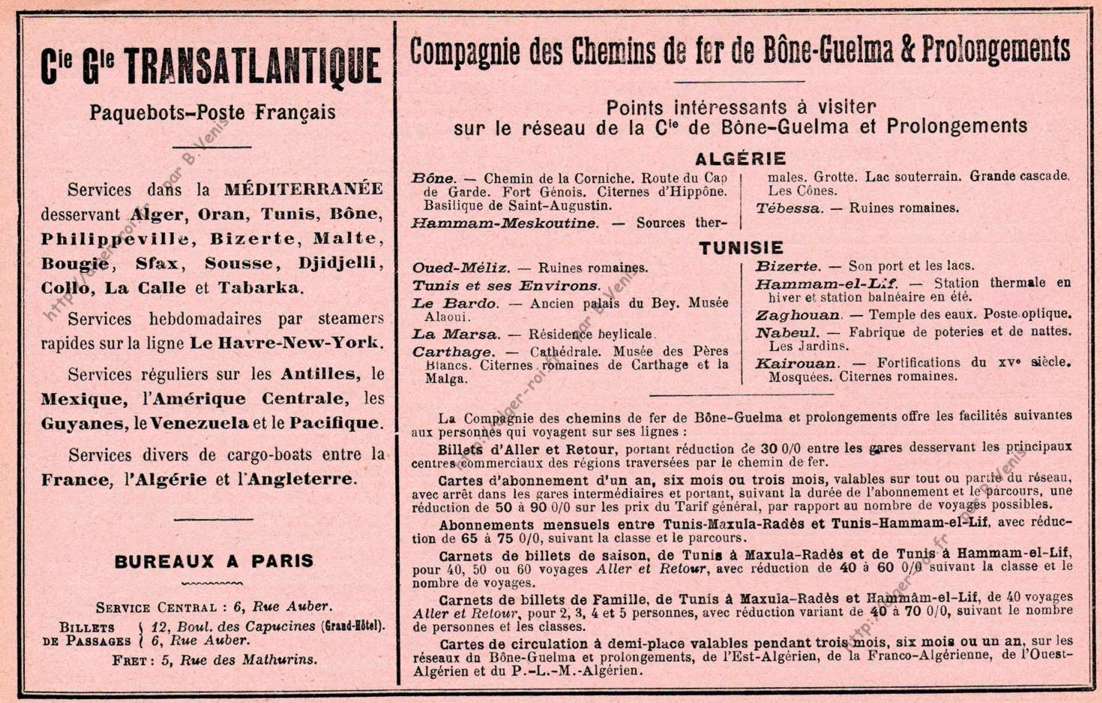 Cie Gle TRANSATLANTIQUE
Paquebots-Poste Français
Services dans la MÉDITERRANÉE
desservant Alger, Oran, Tunis, Bône,
Philippeville, Bizerte, Malte,
Bougie, Sfax, Sousse, Djidjelli,
Collo, La Calle et Tabarka.
Services hebdomadaires par steamers
rapides sur la ligne Le Havre-New-York.
Services réguliers sur les Antilles, le
Mexique, l'Amérique Centrale, les
Guyanes, le Venezuela et le Pacifique.
Services divers de cargo-boats entre la
France, l'Algérie et l'Angleterre.
BUREAUX A PARIS
SERVICE CENTRAL : 6, Rue Auber.
BILLETS DE PASSAGES { 12, Boul. des Capucines (Grand-Hôtel).
6, Rue Auber.
FRET : 5, Rue des Mathurins.
Compagnie des Chemins de fer de Bône-Guelma & Prolongements
Points intéressants à visiter
sur le réseau de la Cie de Bône-Guelma et Prolongements
ALGÉRIE
Bône. — Chemin de la Corniche. Route du Cap
de Garde. Fort Génois. Citernes d'Hippône.
Basilique de Saint-Augustin.
Hammam-Meskoutine. — Sources ther-
males. Grotte. Lac souterrain. Grande cascade.
Les Cônes.
Tébessa. — Ruines romaines.
TUNISIE
Oued-Méliz. — Ruines romaines.
Tunis et ses Environs.
Le Bardo. — Ancien palais du Bey. Musée
Alaoui.
La Marsa. — Résidence beylicale.
Carthage. — Cathédrale. Musée des Pères
Blancs. Citernes romaines de Carthage et la
Malga.
Bizerte. — Son port et les lacs.
Hammam-el-Lif. — Station thermale en
hiver et station balnéaire en été.
Zaghouan. — Temple des eaux. Poste optique.
Nabeul. — Fabrique de poteries et de nattes.
Les Jardins.
Kairouan. — Fortifications du XVe siècle.
Mosquées. Citernes romaines.
La Compagnie des chemins de fer de Bône-Guelma et prolongements offre les facilités suivantes
aux personnes qui voyagent sur ses lignes :
Billets d'Aller et Retour, portant réduction de 30 0/0 entre les gares desservant les principaux
centres commerciaux des régions traversées par le chemin de fer.
Cartes d'abonnement d'un an, six mois ou trois mois, valables sur tout ou partie du réseau,
avec arrêt dans les gares intermédiaires et portant, suivant la durée de l'abonnement et le parcours, une
réduction de 50 à 90 0/0 sur les prix du Tarif général, par rapport au nombre de voyages possibles.
Abonnements mensuels entre Tunis-Maxula-Radès et Tunis-Hammam-el-Lif, avec réduc-
tion de 65 à 75 0/0, suivant la classe et le parcours.
Carnets de billets de saison, de Tunis à Maxula-Radès et de Tunis à Hammam-el-Lif,
pour 40, 50 ou 60 voyages Aller et Retour, avec réduction de 40 à 60 0/0 suivant la classe et le
nombre de voyages.
Carnets de billets de Famille, de Tunis à Maxula-Radès et Hammâm-el-Lif, de 40 voyages
Aller et Retour, pour 2, 3, 4 et 5 personnes, avec réduction variant de 40 à 70 0/0, suivant le nombre
de personnes et les classes.
Cartes de circulation à demi-place valables pendant trois mois, six mois ou un an, sur les
réseaux du Bône-Guelma et prolongements, de l'Est-Algérien, de la Franco-Algérienne, de l'Ouest-
Algérien et du P.-L.-M.-Algérien.
http://alger-roi.fr par B. Venis
http://alger-roi.fr par B. Venis
http://alger-roi.fr par B. Venis